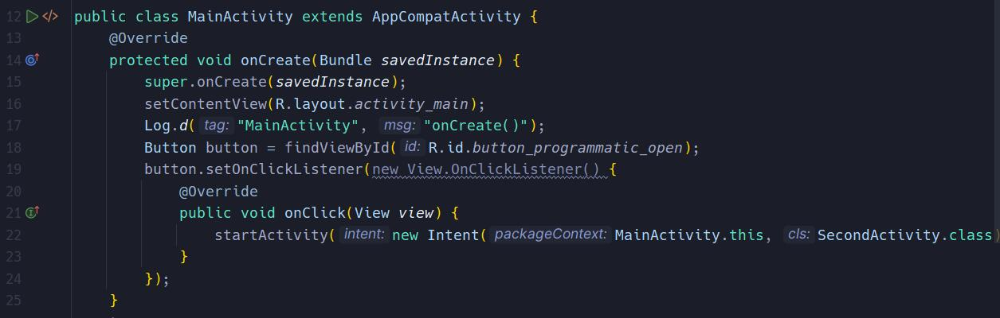 12 </> public class MainActivity extends AppCompatActivity {
13 @Override
14 protected void onCreate(Bundle savedInstance) {
15 super.onCreate(savedInstance);
16 setContentView(R.layout.activity_main);
17 Log.d( tag: "MainActivity", msg: "onCreate()");
18 Button button = findViewById( id: R.id.button_programmatic_open);
19 button.setOnClickListener(new View.OnClickListener() {
20 @Override
21 public void onClick(View view) {
22 startActivity( intent: new Intent( packageContext: MainActivity.this, cls: SecondActivity.class)
23 }
24 });
25 }